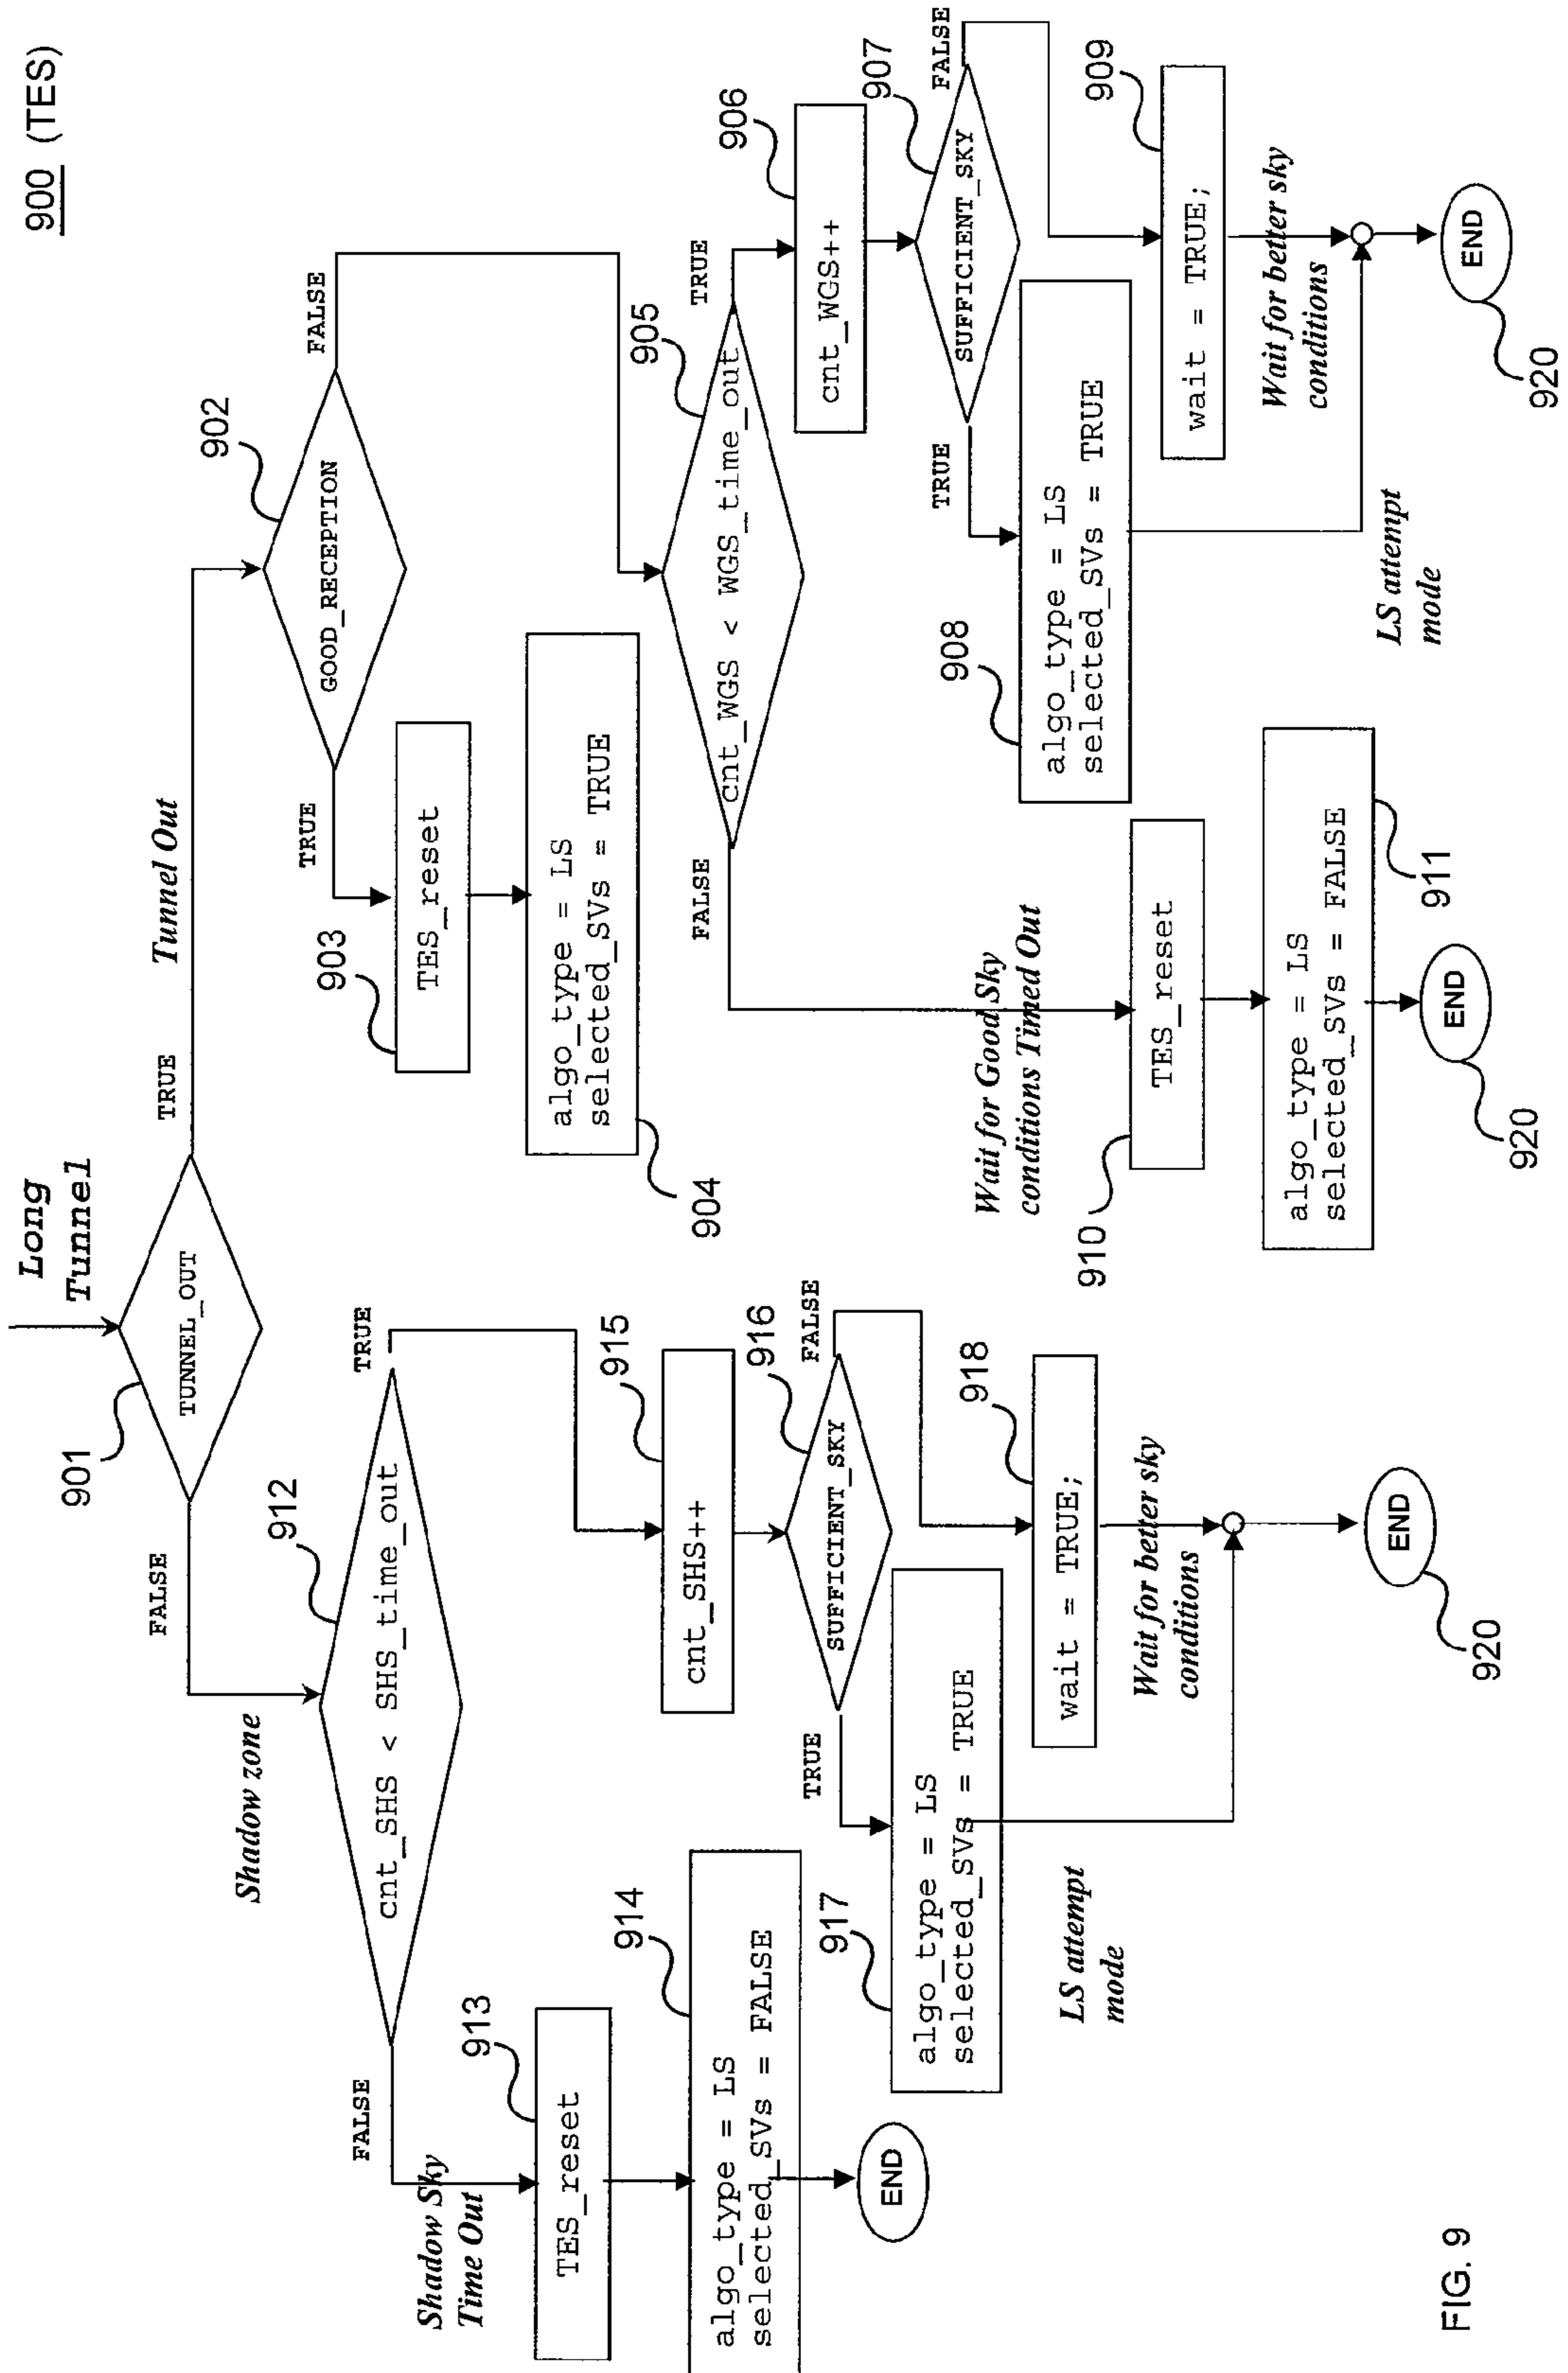 900 (TES)
Long
Tunnel
901
TUNNEL_OUT
TRUE
Tunnel Out
FALSE
Shadow zone
902
GOOD_RECEPTION
TRUE
FALSE
903
TES_reset
904
algo_type = LS
selected_SVs = TRUE
905
cnt_WGS < WGS_time_out
TRUE
FALSE
906
cnt_WGS++
907
SUFFICIENT_SKY
TRUE
FALSE
908
algo_type = LS
selected_SVs = TRUE
909
wait = TRUE;
Wait for better sky
conditions
LS attempt
mode
END
920
Wait for Good Sky
conditions Timed Out
910
TES_reset
911
algo_type = LS
selected_SVs = FALSE
END
920
912
cnt_SHS < SHS_time_out
TRUE
FALSE
Shadow Sky
Time Out
913
TES_reset
914
algo_type = LS
selected_SVs = FALSE
END
915
cnt_SHS++
916
SUFFICIENT_SKY
TRUE
FALSE
917
algo_type = LS
selected_SVs = TRUE
LS attempt
mode
918
wait = TRUE;
Wait for better sky
conditions
END
920
FIG. 9